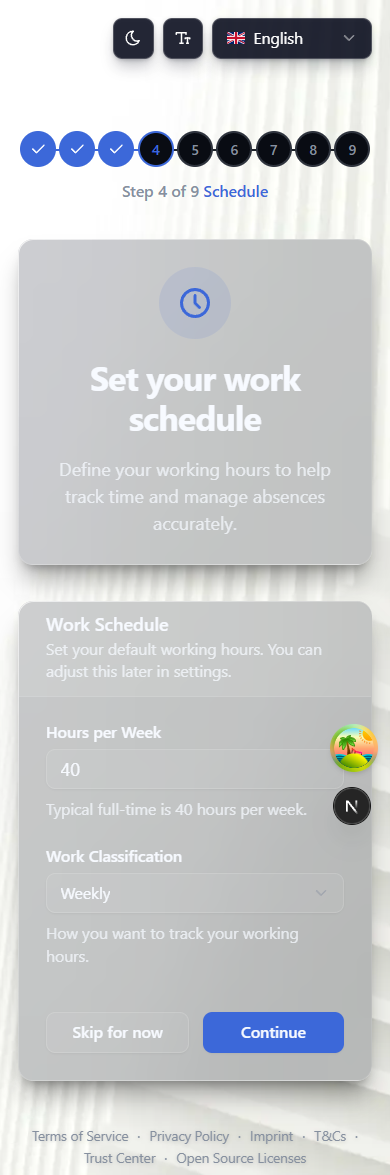 English
4 5 6 7 8 9
Step 4 of 9 Schedule
Set your work
schedule
Define your working hours to help
track time and manage absences
accurately.
Work Schedule
Set your default working hours. You can
adjust this later in settings.
Hours per Week
40
Typical full-time is 40 hours per week.
N
Work Classification
Weekly
How you want to track your working
hours.
Skip for now Continue
Terms of Service · Privacy Policy · Imprint · T&Cs ·
Trust Center · Open Source Licenses